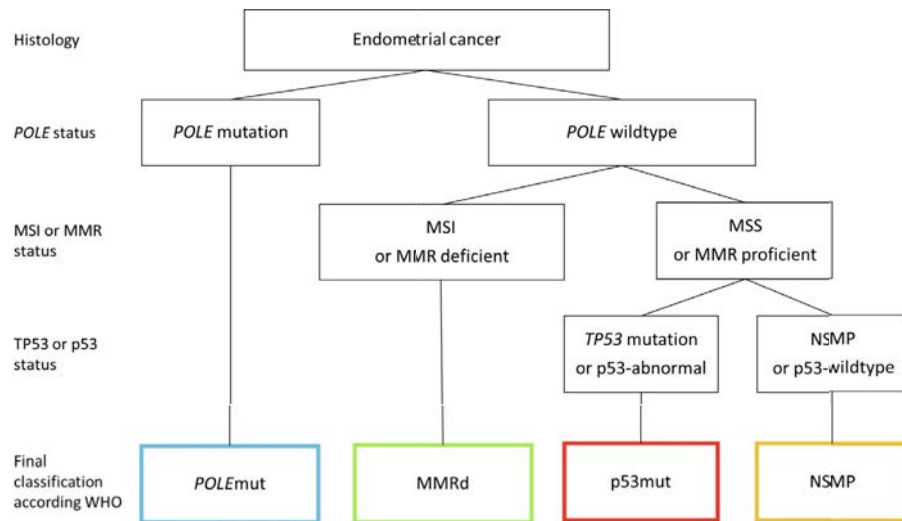 Histology
Endometrial cancer
POLE status
POLE mutation
POLE wildtype
MSI or MMR
status
MSI
or MMR deficient
MSS
or MMR proficient
TP53 or p53
status
TP53 mutation
or p53-abnormal
NSMP
or p53-wildtype
Final
classification
according WHO
POLEmut
MMRd
p53mut
NSMP